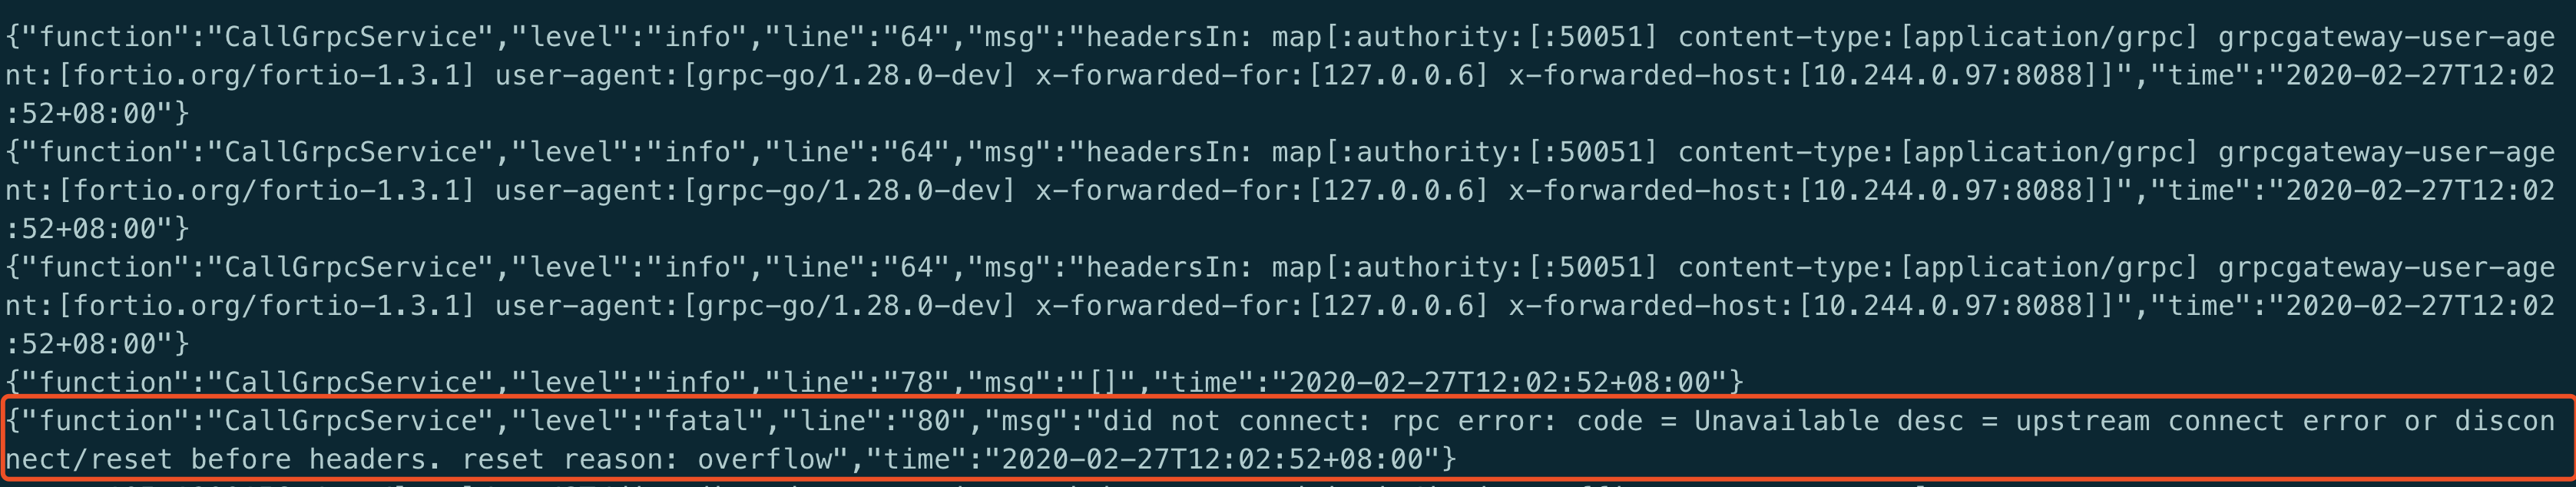 {"function":"CallGrpcService","level":"info","line":"64","msg":"headersIn: map[:authority:[:50051] content-type:[application/grpc] grpcgateway-user-age
nt:[fortio.org/fortio-1.3.1] user-agent:[grpc-go/1.28.0-dev] x-forwarded-for:[127.0.0.6] x-forwarded-host:[10.244.0.97:8088]]","time":"2020-02-27T12:02
:52+08:00"}
{"function":"CallGrpcService","level":"info","line":"64","msg":"headersIn: map[:authority:[:50051] content-type:[application/grpc] grpcgateway-user-age
nt:[fortio.org/fortio-1.3.1] user-agent:[grpc-go/1.28.0-dev] x-forwarded-for:[127.0.0.6] x-forwarded-host:[10.244.0.97:8088]]","time":"2020-02-27T12:02
:52+08:00"}
{"function":"CallGrpcService","level":"info","line":"64","msg":"headersIn: map[:authority:[:50051] content-type:[application/grpc] grpcgateway-user-age
nt:[fortio.org/fortio-1.3.1] user-agent:[grpc-go/1.28.0-dev] x-forwarded-for:[127.0.0.6] x-forwarded-host:[10.244.0.97:8088]]","time":"2020-02-27T12:02
:52+08:00"}
{"function":"CallGrpcService","level":"info","line":"78","msg":"[]","time":"2020-02-27T12:02:52+08:00"}
{"function":"CallGrpcService","level":"fatal","line":"80","msg":"did not connect: rpc error: code = Unavailable desc = upstream connect error or discon
nect/reset before headers. reset reason: overflow","time":"2020-02-27T12:02:52+08:00"}